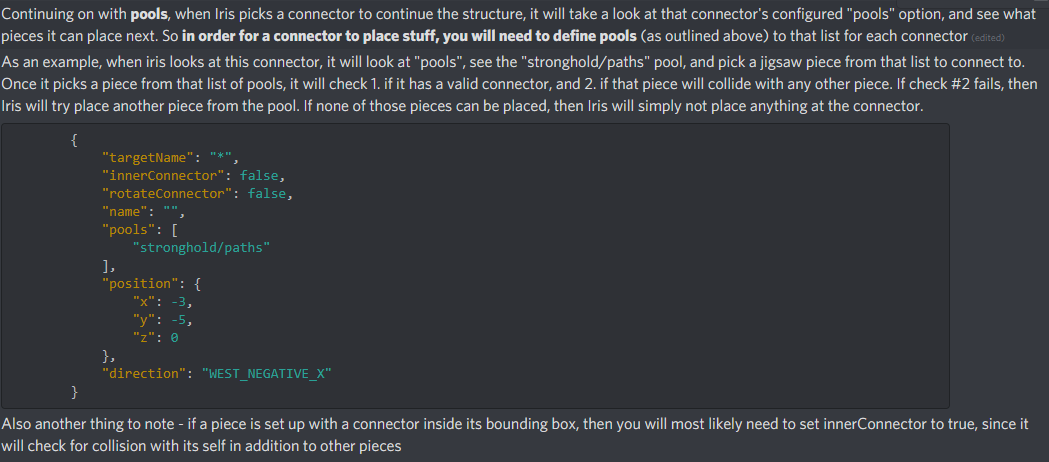 Continuing on with pools, when Iris picks a connector to continue the structure, it will take a look at that connector's configured "pools" option, and see what
pieces it can place next. So in order for a connector to place stuff, you will need to define pools (as outlined above) to that list for each connector (edited)
As an example, when iris looks at this connector, it will look at "pools", see the "stronghold/paths" pool, and pick a jigsaw piece from that list to connect to.
Once it picks a piece from that list of pools, it will check 1. if it has a valid connector, and 2. if that piece will collide with any other piece. If check #2 fails, then
Iris will try place another piece from the pool. If none of those pieces can be placed, then Iris will simply not place anything at the connector.
{
"targetName": "*",
"innerConnector": false,
"rotateConnector": false,
"name": "",
"pools": [
"stronghold/paths"
],
"position": {
"x": -3,
"y": -5,
"z": 0
},
"direction": "WEST_NEGATIVE_X"
}
Also another thing to note - if a piece is set up with a connector inside its bounding box, then you will most likely need to set innerConnector to true, since it
will check for collision with its self in addition to other pieces